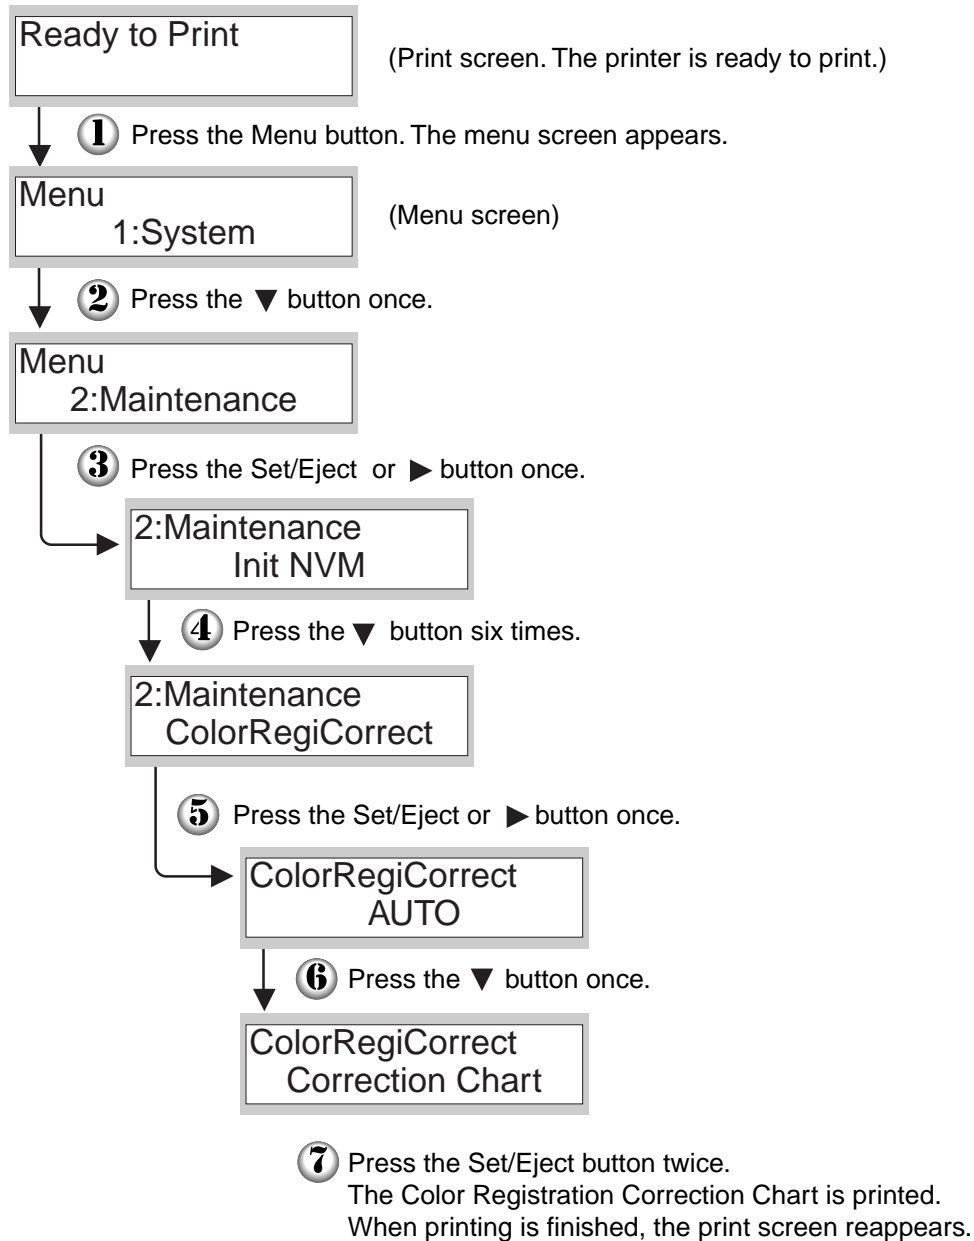 Ready to Print
(Print screen. The printer is ready to print.)
1 Press the Menu button. The menu screen appears.
Menu
1:System
(Menu screen)
2 Press the ▼ button once.
Menu
2:Maintenance
3 Press the Set/Eject or ▶ button once.
2:Maintenance
Init NVM
4 Press the ▼ button six times.
2:Maintenance
ColorRegiCorrect
5 Press the Set/Eject or ▶ button once.
ColorRegiCorrect
AUTO
6 Press the ▼ button once.
ColorRegiCorrect
Correction Chart
7 Press the Set/Eject button twice.
The Color Registration Correction Chart is printed.
When printing is finished, the print screen reappears.